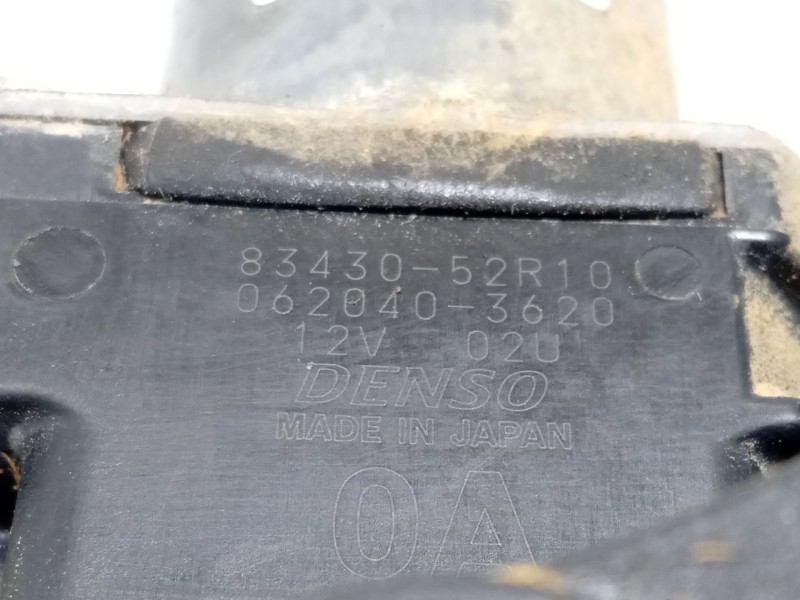 83430-52R10
062040-3620
12V 02U
DENSO
MADE IN JAPAN
0A